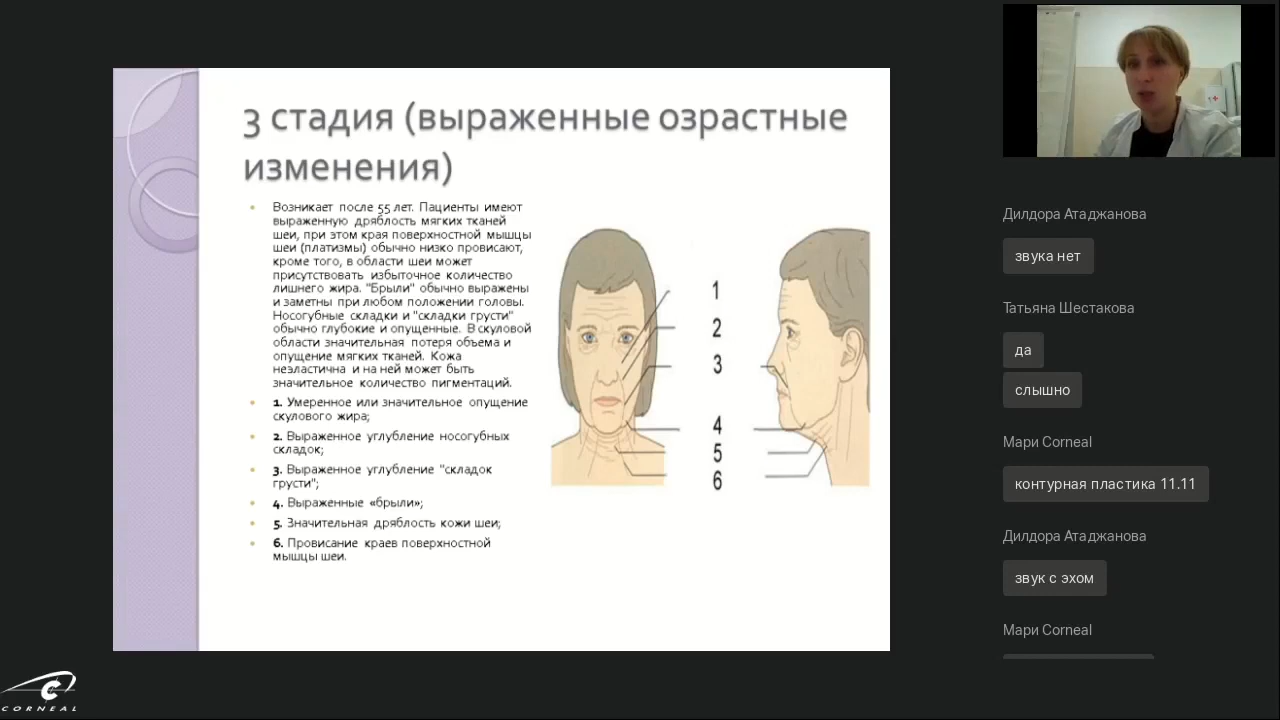 3 стадия (выраженные озрастные
изменения)
Возникает после 55 лет. Пациенты имеют
выраженную дряблость мягких тканей
шеи, при этом края поверхностной мышцы
шеи (платизмы) обычно низко провисают,
кроме того, в области шеи может
присутствовать избыточное количество
лишнего жира. "Брыли" обычно выражены
и заметны при любом положении головы.
Носогубные складки и "складки грусти"
обычно глубокие и опущенные. В скуловой
области значительная потеря объема и
опущение мягких тканей. Кожа
неэластична и на ней может быть
значительное количество пигментаций.
1. Умеренное или значительное опущение
скулового жира;
2. Выраженное углубление носогубных
складок;
3. Выраженное углубление "складок
грусти";
4. Выраженные «брыли»;
5. Значительная дряблость кожи шеи;
6. Провисание краев поверхностной
мышцы шеи.
1
2
3
4
5
6
Дилдора Атаджанова
звука нет
Татьяна Шестакова
да
слышно
Мари Corneal
контурная пластика 11.11
Дилдора Атаджанова
звук с эхом
Мари Corneal
CORNEAL